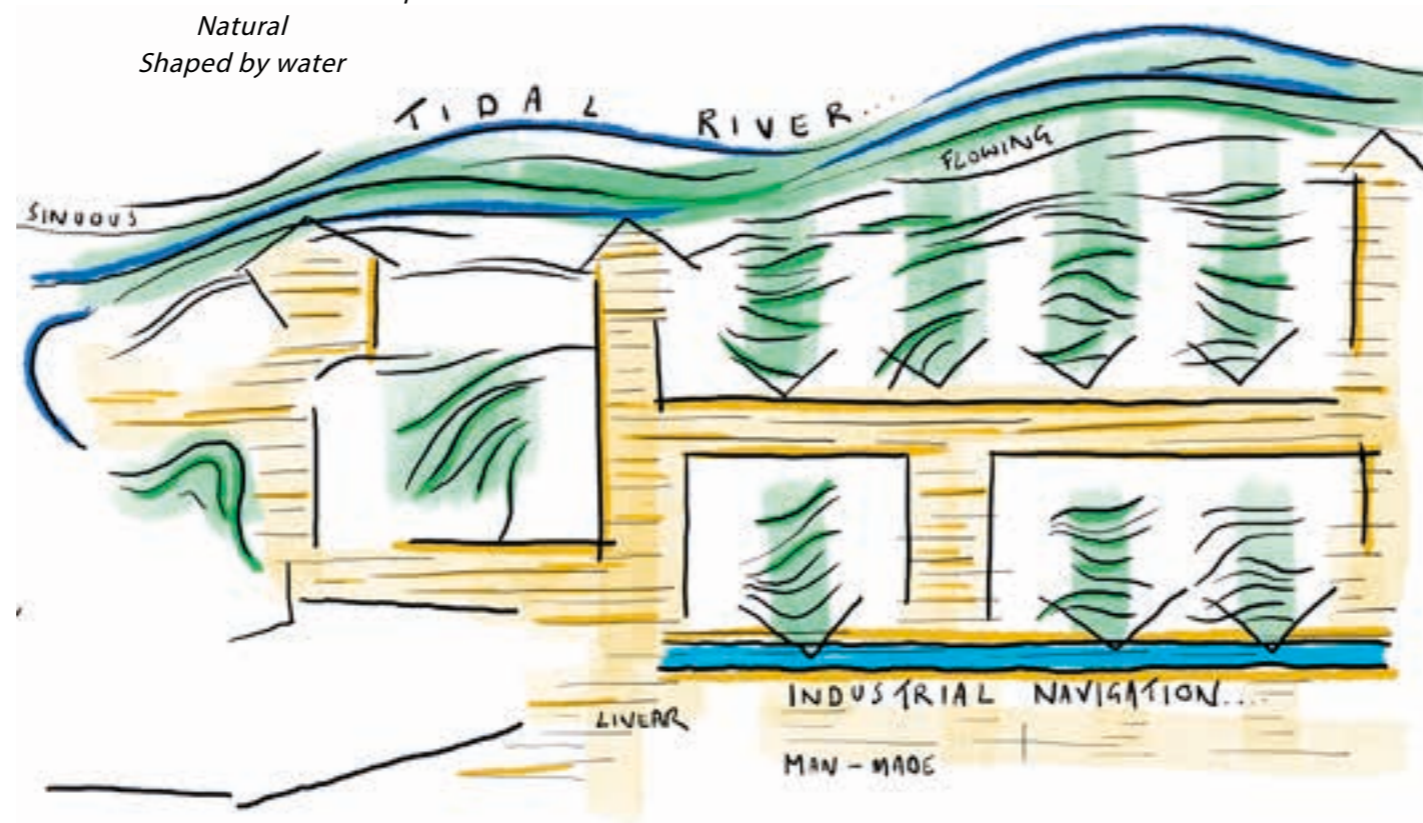 Natural
Shaped by water
TIDAL RIVER...
FLOWING
SINUOUS
INDUSTRIAL NAVIGATION....
LINEAR
MAN-MADE